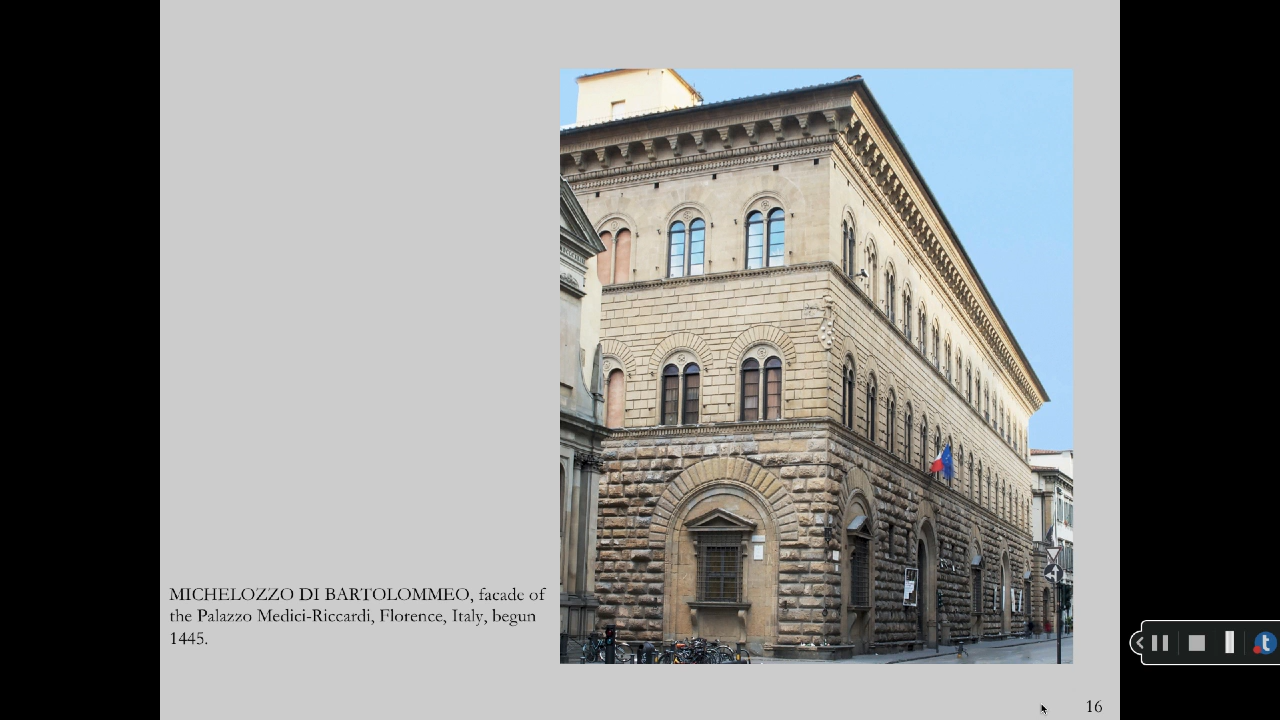 MICHELOZZO DI BARTOLOMMEO, facade of
the Palazzo Medici-Riccardi, Florence, Italy, begun
1445.
16